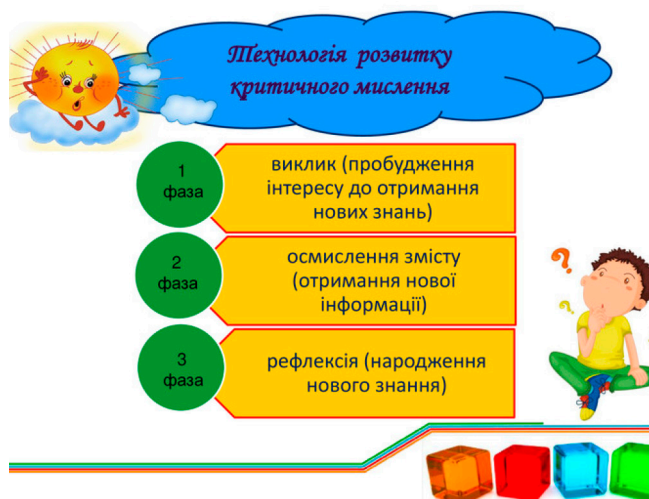 Технологія розвитку
критичного мислення
1
фаза
виклик (пробудження
інтересу до отримання
нових знань)
2
фаза
осмислення змісту
(отримання нової
інформації)
3
фаза
рефлексія (народження
нового знання)